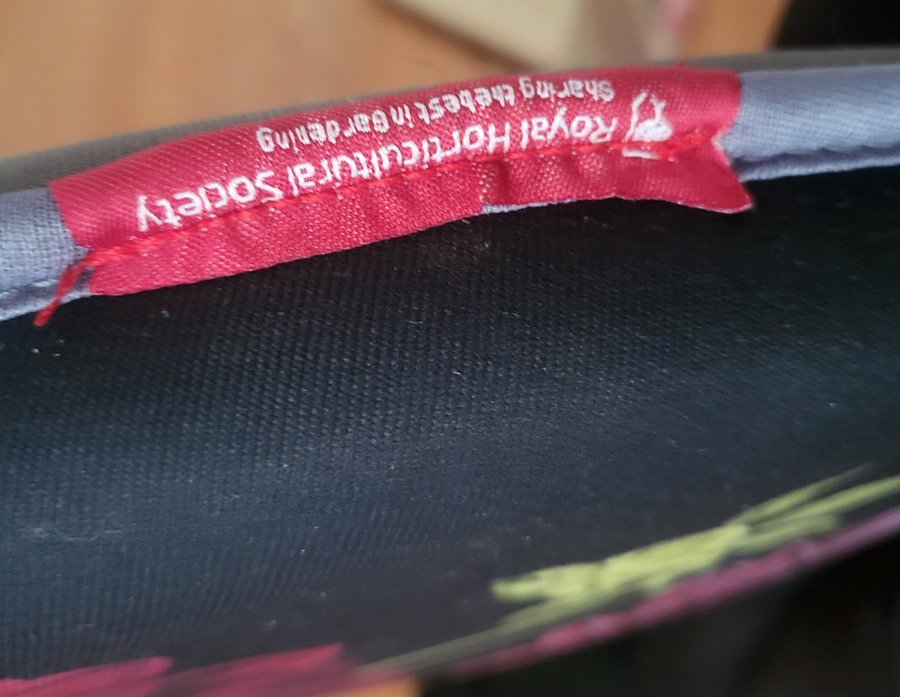 Royal Horticultural Society
Sharing the best in Gardening